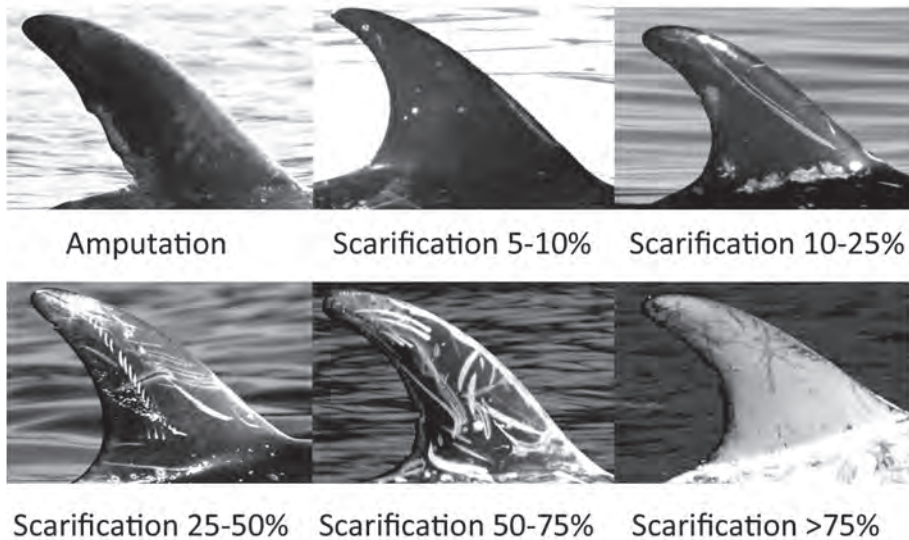 Amputation
Scarification 5-10%
Scarification 10-25%
Scarification 25-50%
Scarification 50-75%
Scarification >75%